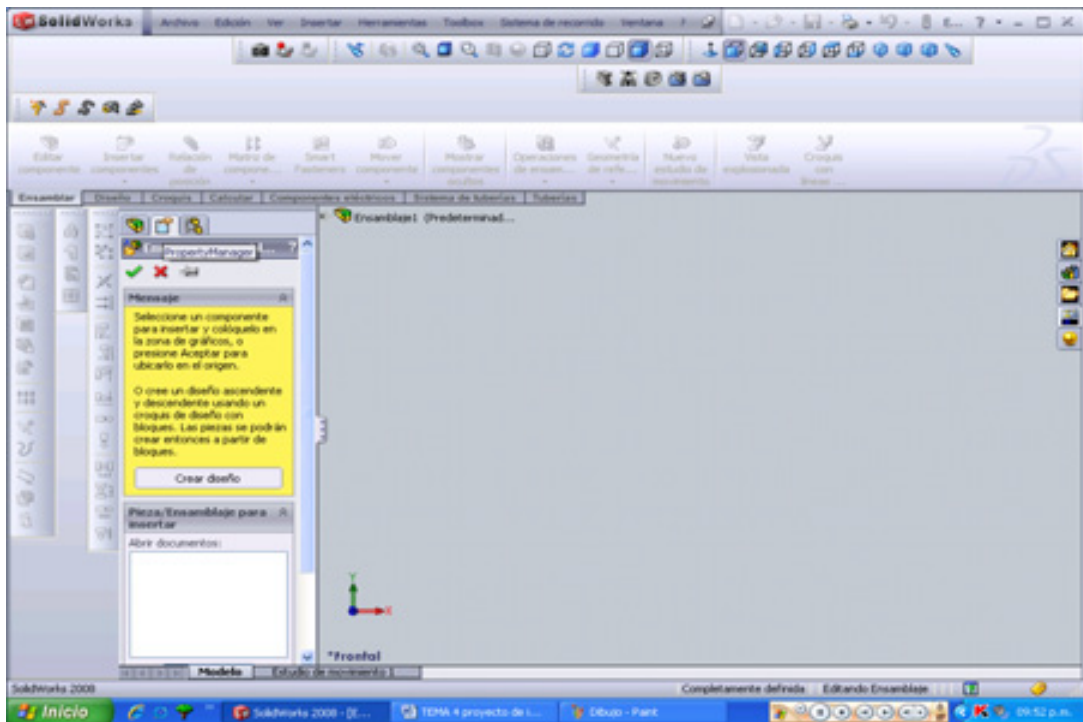 SolidWorks
Archivo Edición Ver Insertar Herramientas Toolbox Sistema de recorrido Ventana ?
Editar componente
Insertar componentes
Relación de posición
Matriz de compone...
Smart Fasteners
Mover componente
Mostrar componentes ocultos
Operaciones de ensam...
Geometría de refe...
Nuevo estudio de movimiento
Vista explosionada
Croquis con líneas ...
Ensamblar Diseño Croquis Calcular Componentes eléctricos Sistema de tuberías Tuberías
Ensamblaje1 (Predeterminad...
PropertyManager
?
Mensaje
Seleccione un componente
para insertar y colóquelo en
la zona de gráficos, o
presione Aceptar para
ubicarlo en el origen.
O cree un diseño ascendente
y descendente usando un
croquis de diseño con
bloques. Las piezas se podrán
crear entonces a partir de
bloques.
Crear diseño
Pieza/Ensamblaje para
insertar
Abrir documentos:
Y
X
*Frontal
Modelo Estudio de movimiento 1
SolidWorks 2008 Completamente definida Editando Ensamblaje
Inicio SolidWorks 2008 - [E... TEMA 4 proyecto de i... Dibujo - Paint 09:52 p.m.